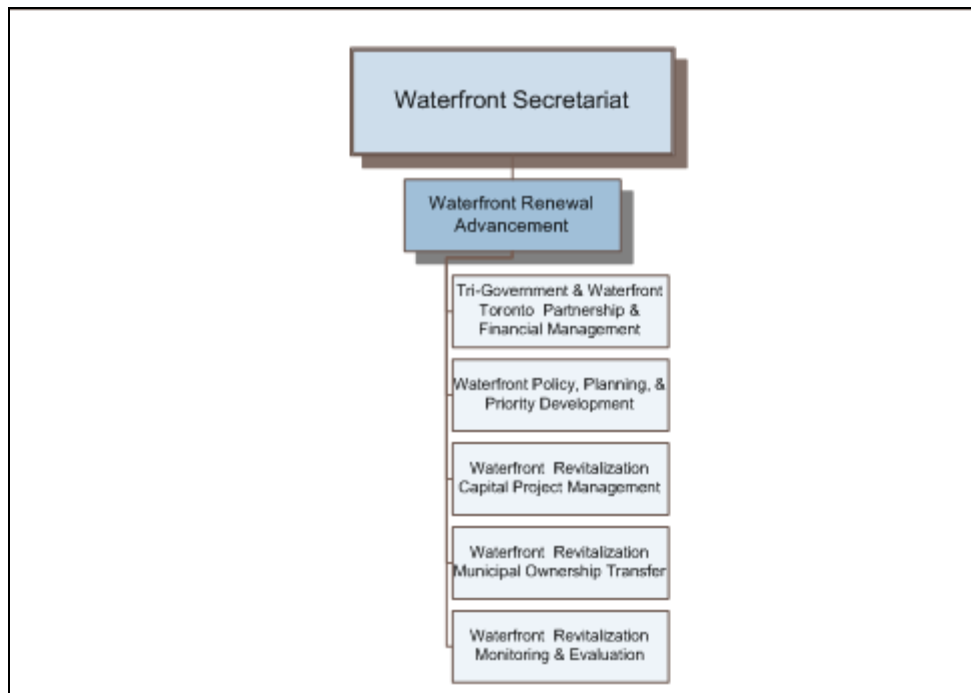 Waterfront Secretariat
Waterfront Renewal
Advancement
Tri-Government & Waterfront
Toronto Partnership &
Financial Management
Waterfront Policy, Planning, &
Priority Development
Waterfront Revitalization
Capital Project Management
Waterfront Revitalization
Municipal Ownership Transfer
Waterfront Revitalization
Monitoring & Evaluation